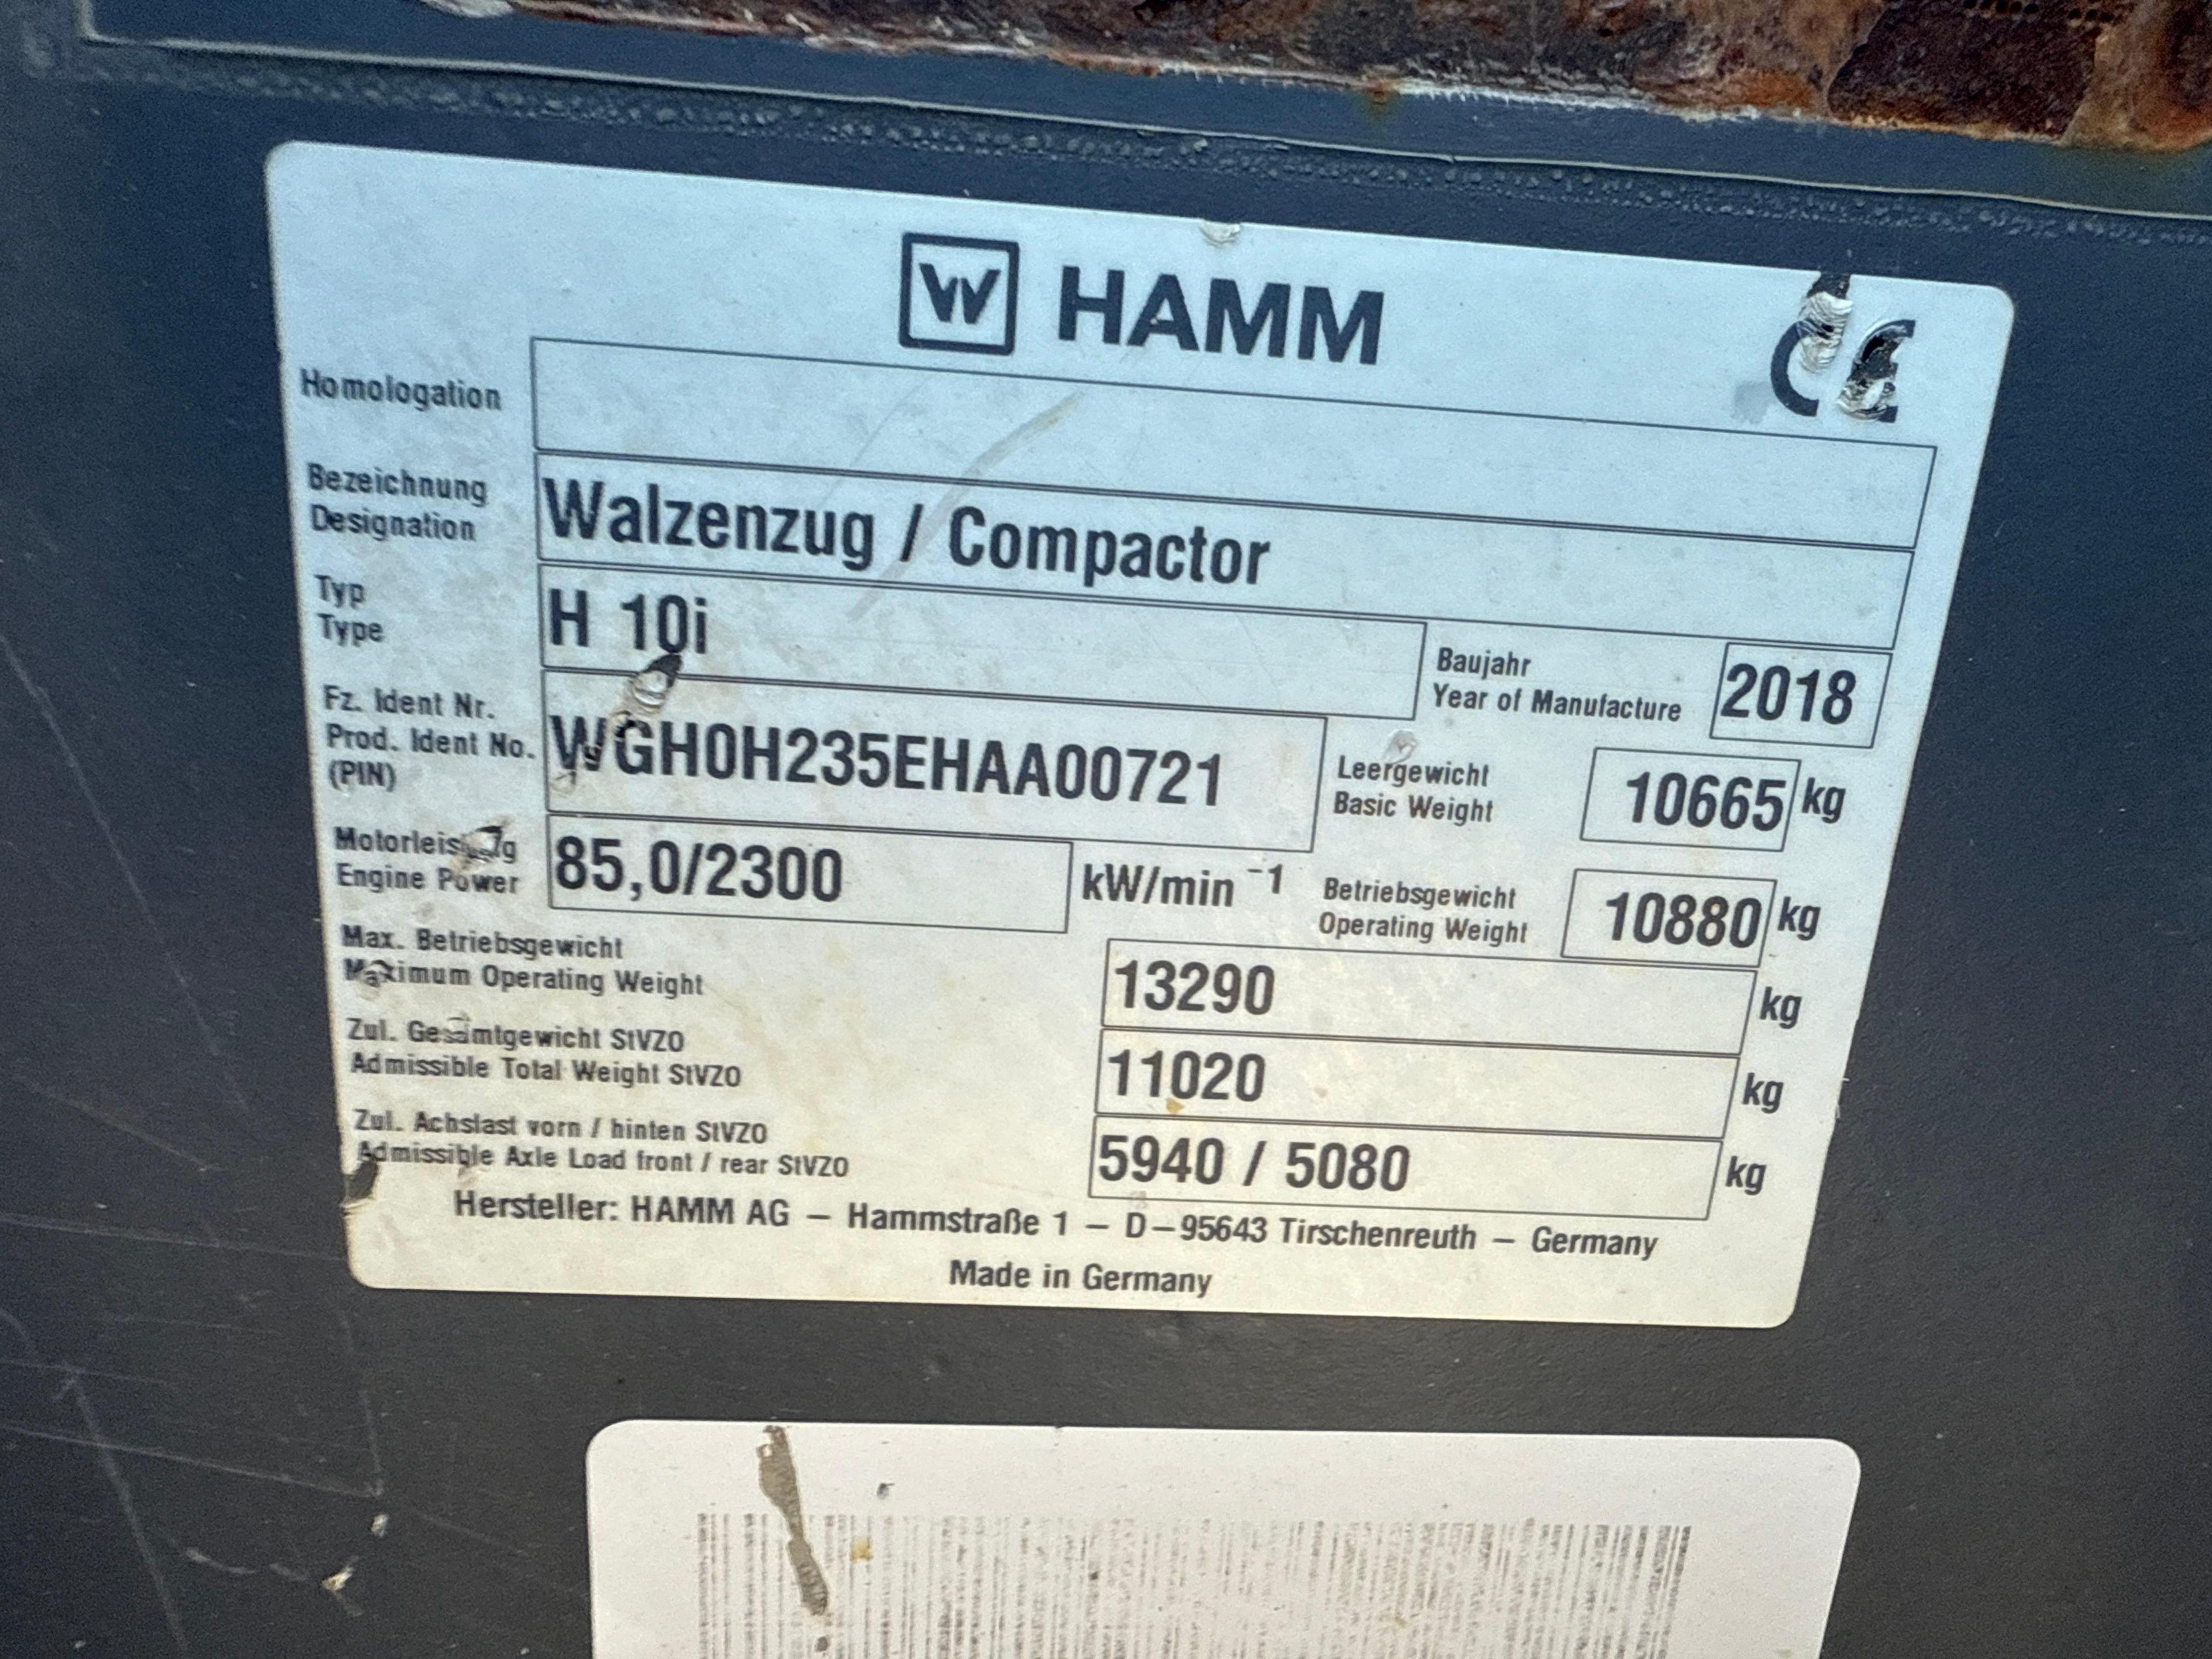 W HAMM CE
Homologation
Bezeichnung
Designation
Walzenzug / Compactor
Typ
Type
H 10i
Baujahr
Year of Manufacture
2018
Fz. Ident Nr.
Prod. Ident No.
(PIN)
WGH0H235EHAA00721
Leergewicht
Basic Weight
10665 kg
Motorleistung
Engine Power
85,0/2300 kW/min ⁻¹
Betriebsgewicht
Operating Weight
10880 kg
Max. Betriebsgewicht
Maximum Operating Weight
13290 kg
Zul. Gesamtgewicht StVZO
Admissible Total Weight StVZO
11020 kg
Zul. Achslast vorn / hinten StVZO
Admissible Axle Load front / rear StVZO
5940 / 5080 kg
Hersteller: HAMM AG – Hammstraße 1 – D–95643 Tirschenreuth – Germany
Made in Germany